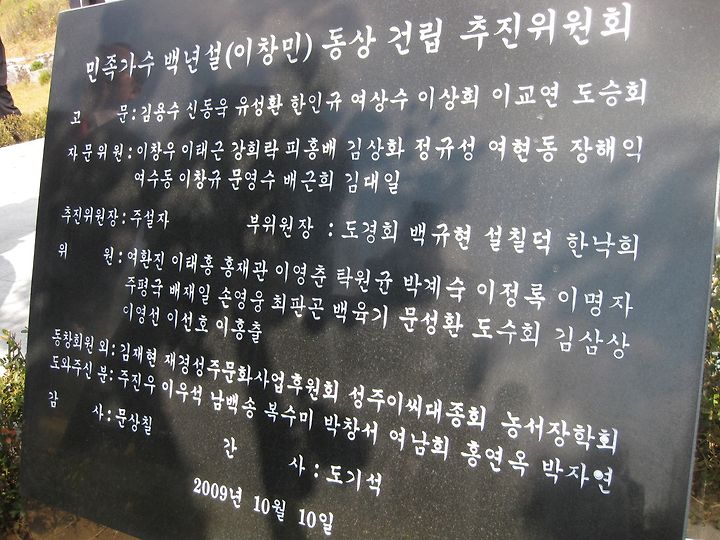 민족가수 백년설(이창민) 동상 건립 추진위원회
고 문 : 김용수 신동욱 유성환 한인규 여상수 이상희 이교연 도승회
자문위원 : 이창우 이태근 강희락 피홍배 김상화 정규성 여현동 장해익
여수동 이창규 문영수 배근희 김대일
추진위원장 : 주설자 부위원장 : 도경회 백규현 설칠덕 한낙희
위 원 : 여환진 이태흥 홍재관 이영춘 탁원균 박계숙 이정록 이명자
주평국 배재일 손영웅 최판곤 백육기 문성환 도수회 김삼상
이영선 이선호 이홍출
동창회원 외 : 김재현 재경성주문화사업후원회 성주이씨대종회 농서장학회
도와주신 분 : 주진우 이우석 남백송 복수미 박창서 여남희 홍연옥 박자연
감 사 : 문상칠
간 사 : 도기석
2009년 10월 10일